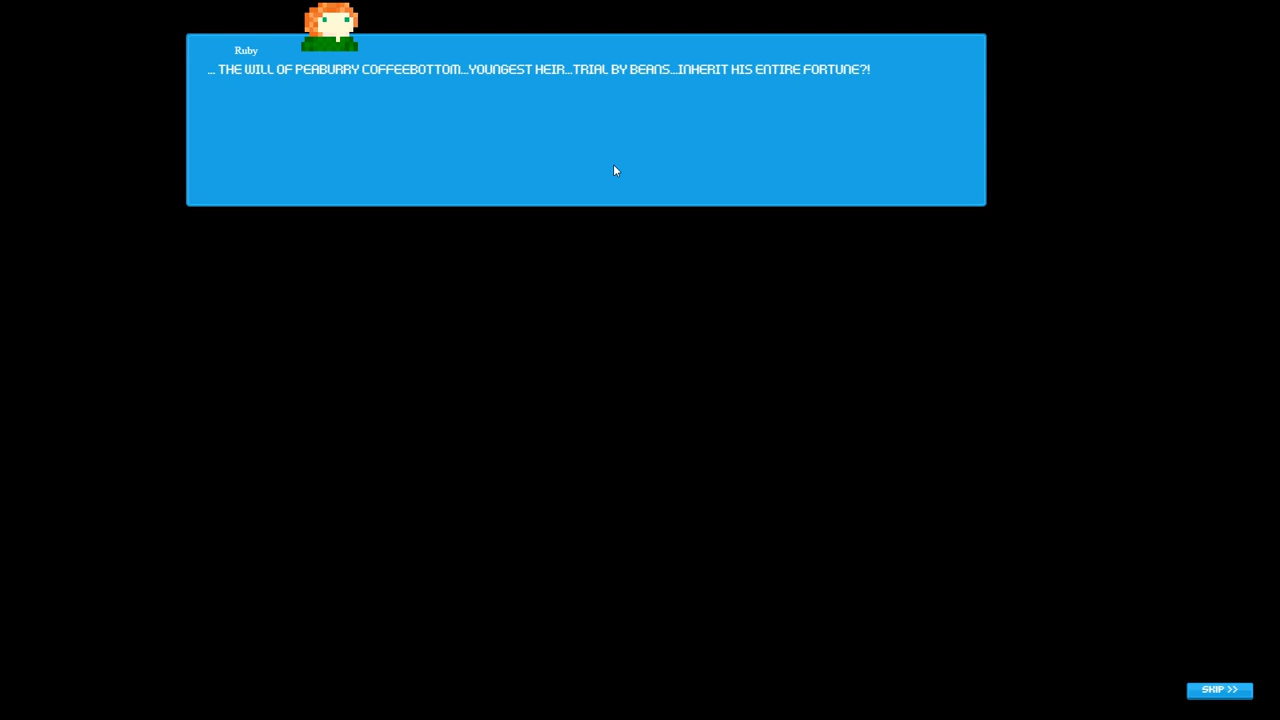 Ruby
... THE WILL OF PEABURRY COFFEEBOTTOM...YOUNGEST HEIR...TRIAL BY BEANS...INHERIT HIS ENTIRE FORTUNE?!
SKIP >>